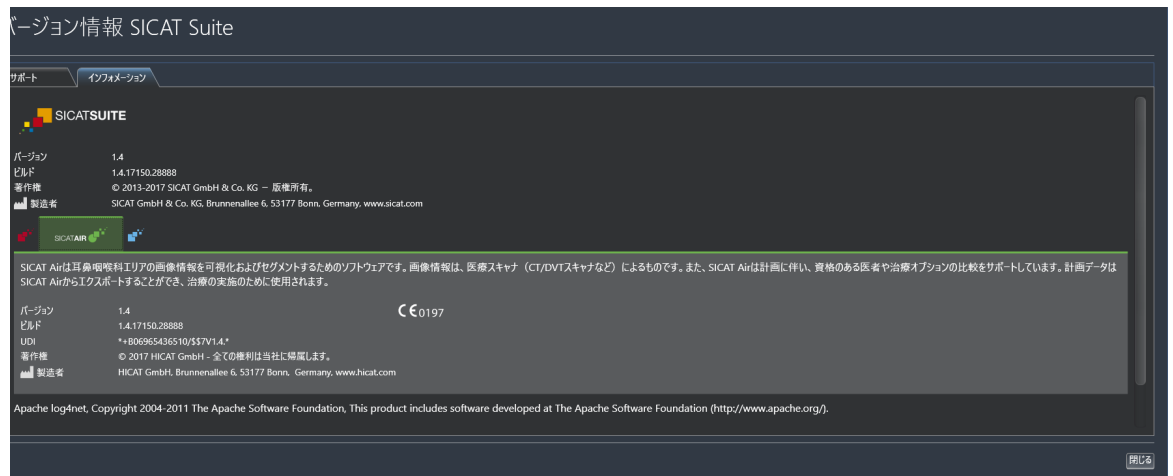 バージョン情報 SICAT Suite
サポート
インフォメーション
SICATSUITE
バージョン 1.4
ビルド 1.4.17150.28888
著作権 © 2013-2017 SICAT GmbH & Co. KG － 版権所有。
製造者 SICAT GmbH & Co. KG, Brunnenallee 6, 53177 Bonn, Germany, www.sicat.com
SICATAIR
SICAT Airは耳鼻咽喉科エリアの画像情報を可視化およびセグメントするためのソフトウェアです。画像情報は、医療スキャナ（CT/DVTスキャナなど）によるものです。また、SICAT Airは計画に伴い、資格のある医者や治療オプションの比較をサポートしています。計画データは
SICAT Airからエクスポートすることができ、治療の実施のために使用されます。
バージョン 1.4 CE0197
ビルド 1.4.17150.28888
UDI *+B06965436510/$$7V1.4.*
著作権 © 2017 HICAT GmbH - 全ての権利は当社に帰属します。
製造者 HICAT GmbH, Brunnenallee 6, 53177 Bonn, Germany, www.hicat.com
Apache log4net, Copyright 2004-2011 The Apache Software Foundation, This product includes software developed at The Apache Software Foundation (http://www.apache.org/).
閉じる